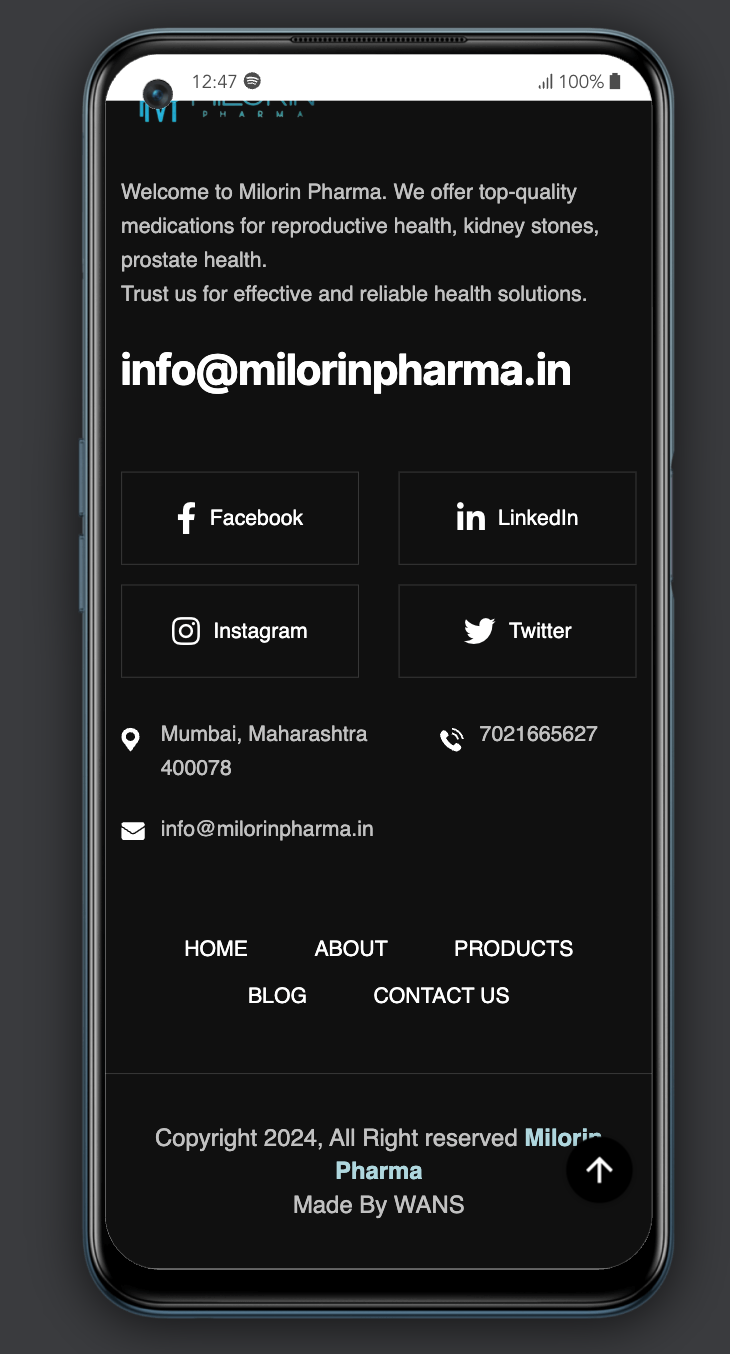 12:47
100%
MILORIN
PHARMA
Welcome to Milorin Pharma. We offer top-quality
medications for reproductive health, kidney stones,
prostate health.
Trust us for effective and reliable health solutions.
info@milorinpharma.in
Facebook
LinkedIn
Instagram
Twitter
Mumbai, Maharashtra
400078
7021665627
info@milorinpharma.in
HOME ABOUT PRODUCTS
BLOG CONTACT US
Copyright 2024, All Right reserved Milorin
Pharma
Made By WANS